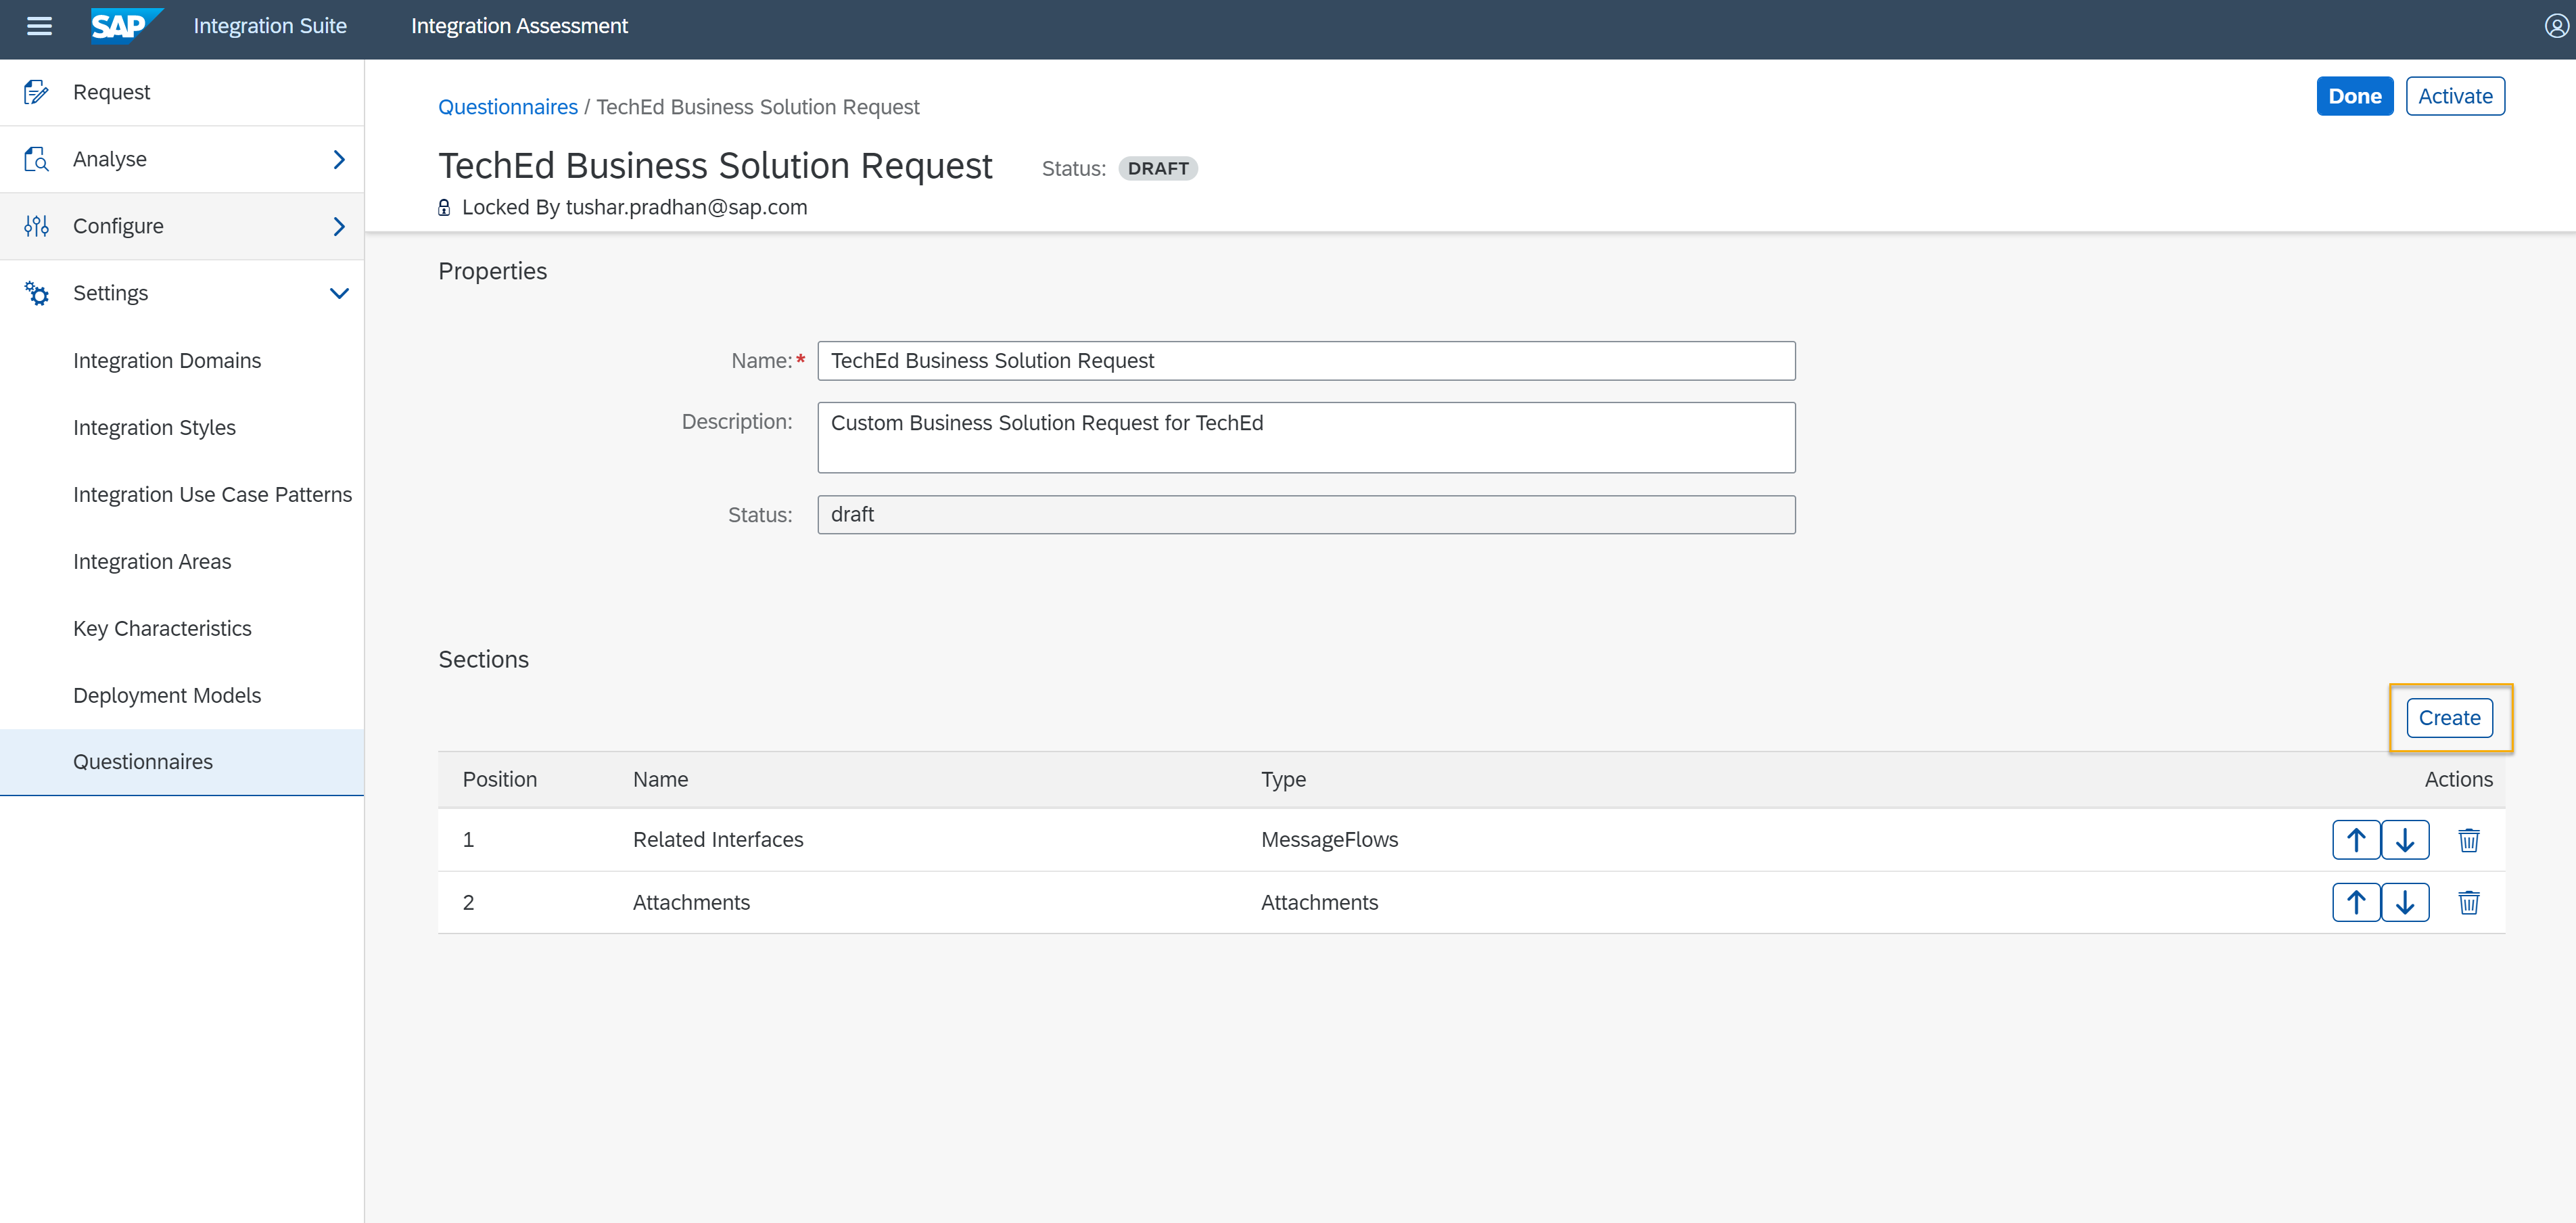 SAP Integration Suite Integration Assessment
Request
Analyse
Configure
Settings
Integration Domains
Integration Styles
Integration Use Case Patterns
Integration Areas
Key Characteristics
Deployment Models
Questionnaires
Questionnaires / TechEd Business Solution Request
Done Activate
TechEd Business Solution Request Status: DRAFT
Locked By tushar.pradhan@sap.com
Properties
Name:* TechEd Business Solution Request
Description: Custom Business Solution Request for TechEd
Status: draft
Sections
Create
Position Name Type Actions
1 Related Interfaces MessageFlows
2 Attachments Attachments